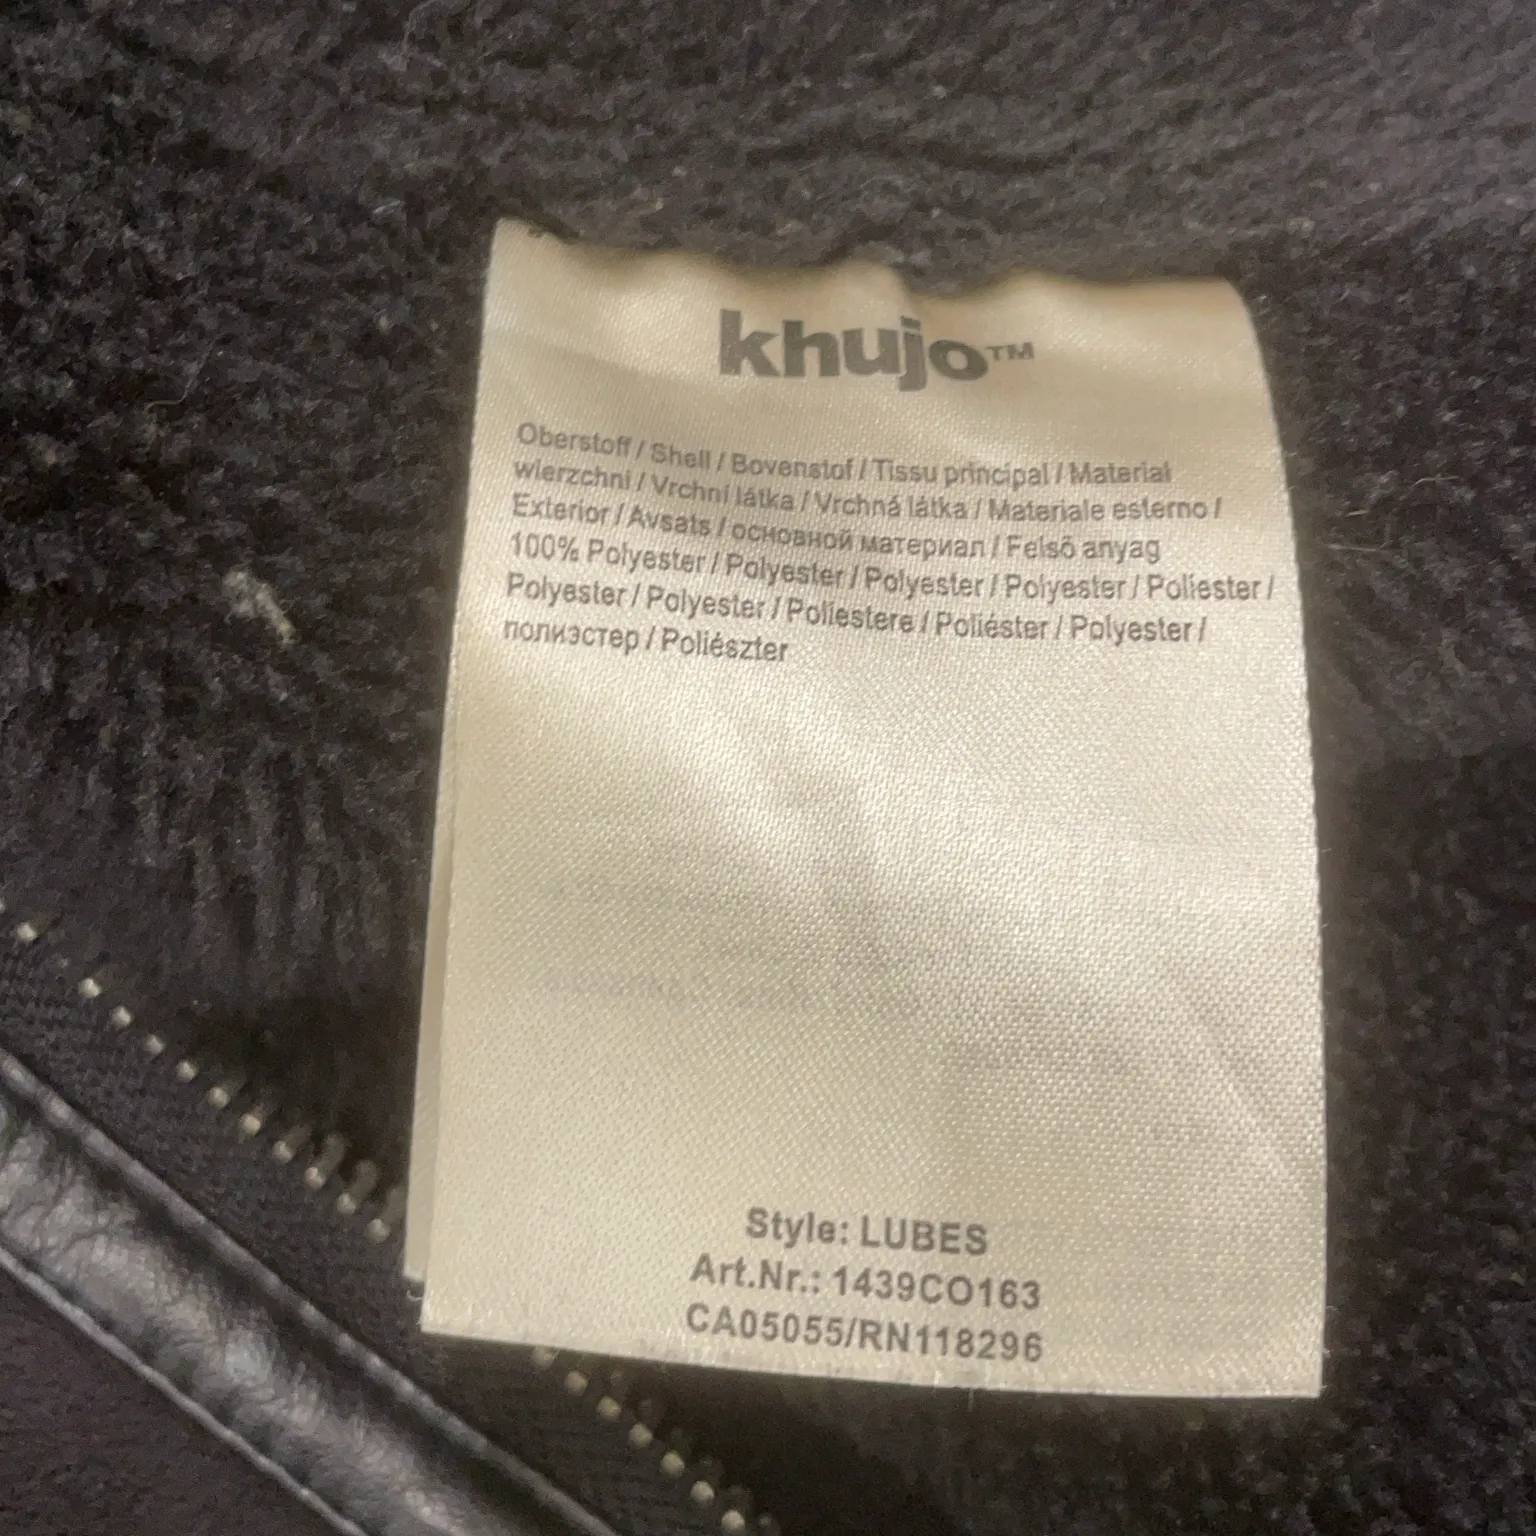 khujo™
Oberstoff / Shell / Bovenstof / Tissu principal / Materiał
wierzchni / Vrchní látka / Vrchná látka / Materiale esterno /
Exterior / Avsats / основной материал / Felső anyag
100% Polyester / Polyester / Polyester / Polyester / Poliester /
Polyester / Polyester / Poliestere / Poliéster / Polyester /
полиэстер / Poliészter
Style: LUBES
Art.Nr.: 1439CO163
CA05055/RN118296